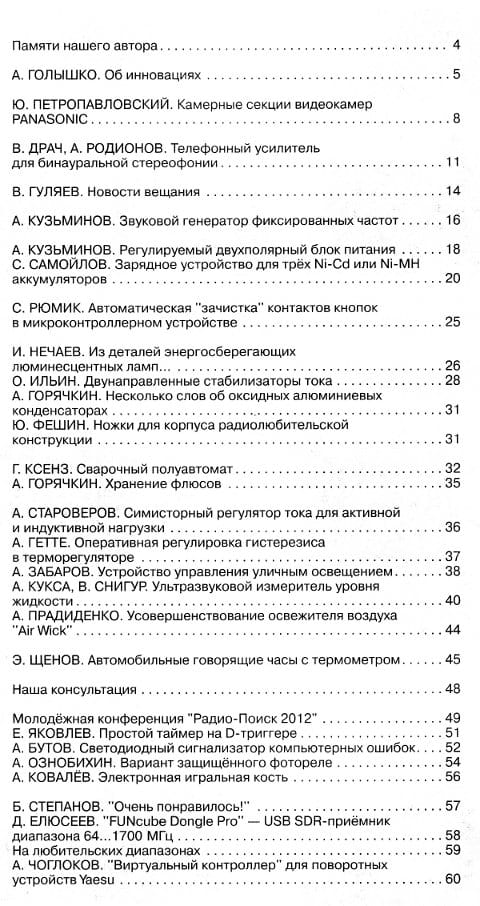 Памяти нашего автора . . . . . . . . . . . . . . . . . . . . 4
А. ГОЛЫШКО. Об инновациях . . . . . . . . . . . . . . . . . . . . 5
Ю. ПЕТРОПАВЛОВСКИЙ. Камерные секции видеокамер
PANASONIC . . . . . . . . . . . . . . . . . . . . 8
В. ДРАЧ, А. РОДИОНОВ. Телефонный усилитель
для бинауральной стереофонии . . . . . . . . . . . . . . . . . . . . 11
В. ГУЛЯЕВ. Новости вещания . . . . . . . . . . . . . . . . . . . . 14
А. КУЗЬМИНОВ. Звуковой генератор фиксированных частот . . . . . 16
А. КУЗЬМИНОВ. Регулируемый двухполярный блок питания . . . . . 18
С. САМОЙЛОВ. Зарядное устройство для трёх Ni-Cd или Ni-MH
аккумуляторов . . . . . . . . . . . . . . . . . . . . 20
С. РЮМИК. Автоматическая "зачистка" контактов кнопок
в микроконтроллерном устройстве . . . . . . . . . . . . . . . . . . . . 25
И. НЕЧАЕВ. Из деталей энергосберегающих
люминесцентных ламп... . . . . . . . . . . . . . . . . . . . . 26
О. ИЛЬИН. Двунаправленные стабилизаторы тока . . . . . . . . . . 28
А. ГОРЯЧКИН. Несколько слов об оксидных алюминиевых
конденсаторах . . . . . . . . . . . . . . . . . . . . 31
Ю. ФЕШИН. Ножки для корпуса радиолюбительской
конструкции . . . . . . . . . . . . . . . . . . . . 31
Г. КСЕНЗ. Сварочный полуавтомат . . . . . . . . . . . . . . . . . . . . 32
А. ГОРЯЧКИН. Хранение флюсов . . . . . . . . . . . . . . . . . . . . 35
А. СТАРОВЕРОВ. Симисторный регулятор тока для активной
и индуктивной нагрузки . . . . . . . . . . . . . . . . . . . . 36
А. ГЕТТЕ. Оперативная регулировка гистерезиса
в терморегуляторе . . . . . . . . . . . . . . . . . . . . 37
А. ЗАБАРОВ. Устройство управления уличным освещением . . . . . 38
А. КУКСА, В. СНИГУР. Ультразвуковой измеритель уровня
жидкости . . . . . . . . . . . . . . . . . . . . 40
А. ПРАДИДЕНКО. Усовершенствование освежителя воздуха
"Air Wick" . . . . . . . . . . . . . . . . . . . . 44
Э. ЩЕНОВ. Автомобильные говорящие часы с термометром . . . . . 45
Наша консультация . . . . . . . . . . . . . . . . . . . . 48
Молодёжная конференция "Радио-Поиск 2012" . . . . . . . . . . 49
Е. ЯКОВЛЕВ. Простой таймер на D-триггере . . . . . . . . . . 51
А. БУТОВ. Светодиодный сигнализатор компьютерных ошибок . . . 52
А. ОЗНОБИХИН. Вариант защищённого фотореле . . . . . . . . . . 54
А. КОВАЛЁВ. Электронная игральная кость . . . . . . . . . . 56
Б. СТЕПАНОВ. "Очень понравилось!" . . . . . . . . . . . . . . . . . . . . 57
Д. ЕЛЮСЕЕВ. "FUNcube Dongle Pro" — USB SDR-приёмник
диапазона 64...1700 МГц . . . . . . . . . . . . . . . . . . . . 58
На любительских диапазонах . . . . . . . . . . . . . . . . . . . . 59
А. ЧОГЛОКОВ. "Виртуальный контроллер" для поворотных
устройств Yaesu . . . . . . . . . . . . . . . . . . . . 60